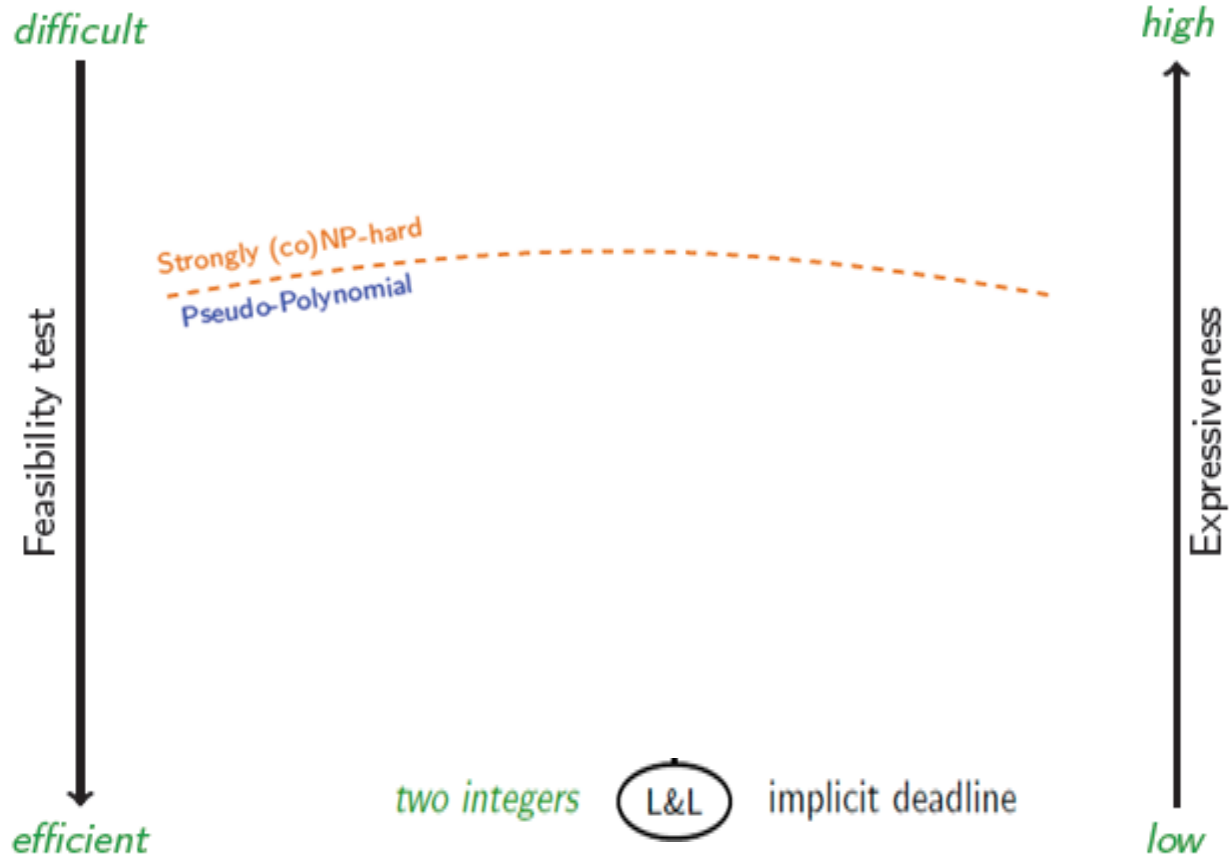 difficult
high
Strongly (co)NP-hard
Pseudo-Polynomial
Feasibility test
Expressiveness
two integers L&L implicit deadline
efficient
low